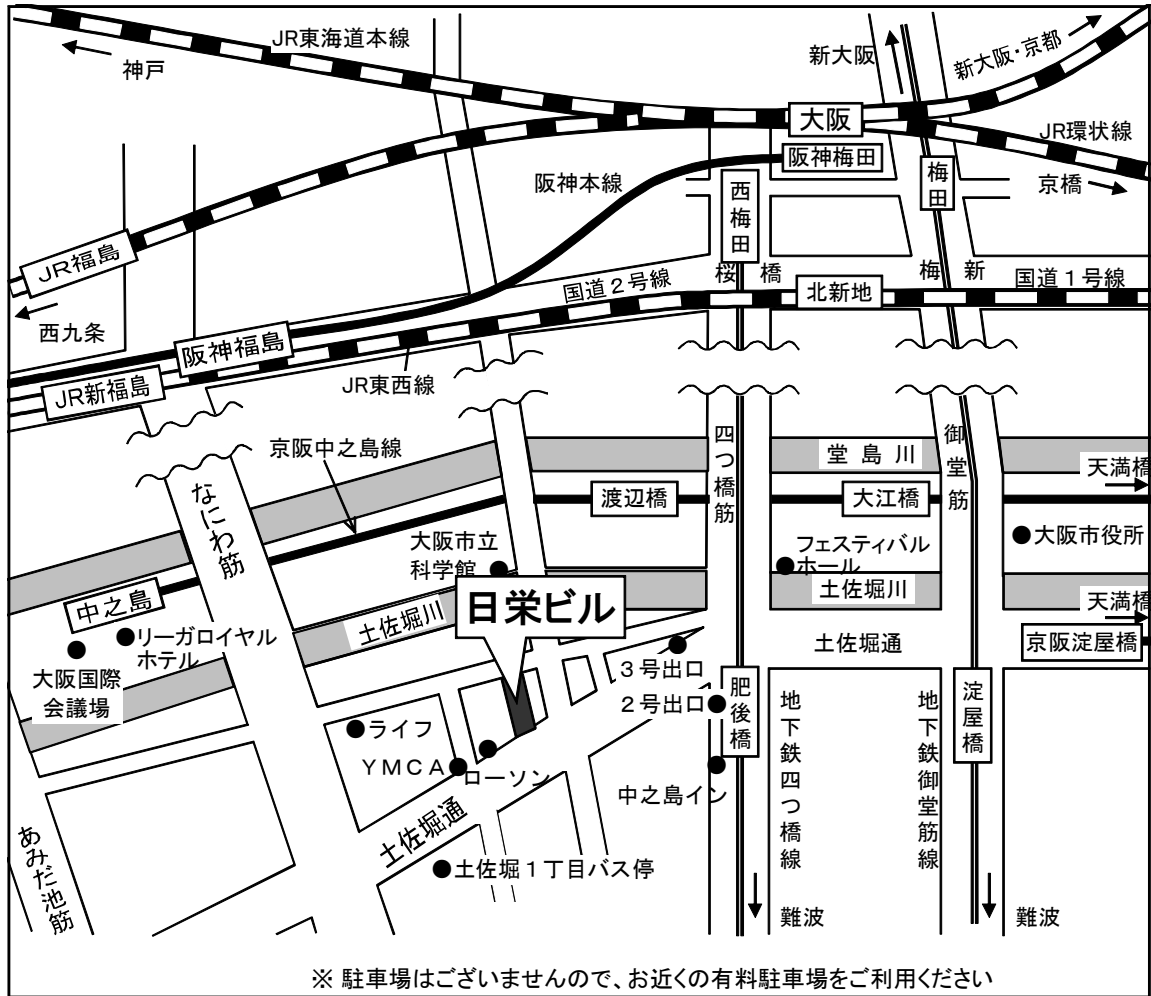 JR東海道本線
神戸
新大阪
新大阪・京都
大阪
JR環状線
阪神梅田
梅田
京橋
阪神本線
西梅田
JR福島
桜橋
梅新
国道２号線
北新地
国道１号線
西九条
阪神福島
JR新福島
JR東西線
京阪中之島線
四つ橋筋
堂島川
御堂筋
天満橋
なにわ筋
渡辺橋
大江橋
大阪市立
科学館
フェスティバル
ホール
大阪市役所
中之島
日栄ビル
土佐堀川
土佐堀川
天満橋
リーガロイヤル
ホテル
土佐堀通
京阪淀屋橋
大阪国際
会議場
３号出口
２号出口
肥後橋
地下鉄四つ橋線
地下鉄御堂筋線
淀屋橋
ライフ
YMCA
ローソン
中之島イン
土佐堀通
あみだ池筋
土佐堀１丁目バス停
難波
難波
※ 駐車場はございませんので、お近くの有料駐車場をご利用ください